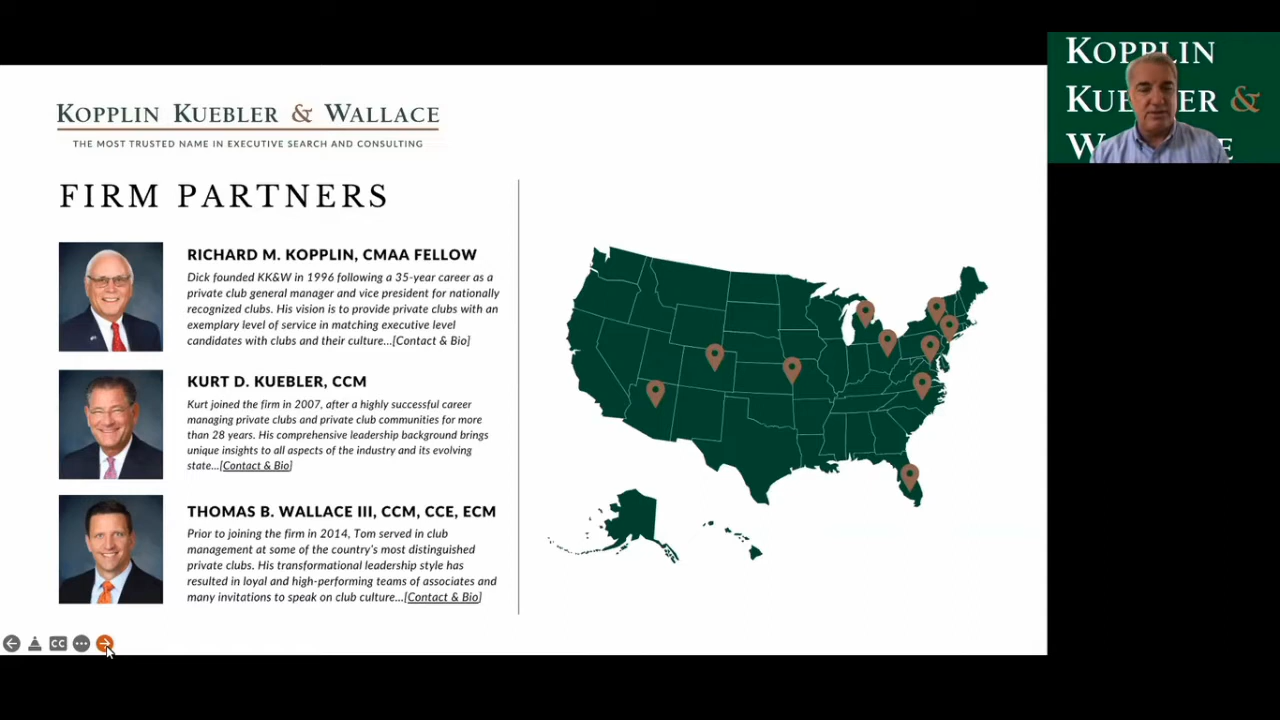 KOPPLIN KUEBLER & WALLACE
THE MOST TRUSTED NAME IN EXECUTIVE SEARCH AND CONSULTING
FIRM PARTNERS
RICHARD M. KOPPLIN, CMAA FELLOW
Dick founded KK&W in 1996 following a 35-year career as a
private club general manager and vice president for nationally
recognized clubs. His vision is to provide private clubs with an
exemplary level of service in matching executive level
candidates with clubs and their culture...[Contact & Bio]
KURT D. KUEBLER, CCM
Kurt joined the firm in 2007, after a highly successful career
managing private clubs and private club communities for more
than 28 years. His comprehensive leadership background brings
unique insights to all aspects of the industry and its evolving
state...[Contact & Bio]
THOMAS B. WALLACE III, CCM, CCE, ECM
Prior to joining the firm in 2014, Tom served in club
management at some of the country's most distinguished
private clubs. His transformational leadership style has
resulted in loyal and high-performing teams of associates and
many invitations to speak on club culture...[Contact & Bio]
CC
KOPPLIN
KUE ER &
W E